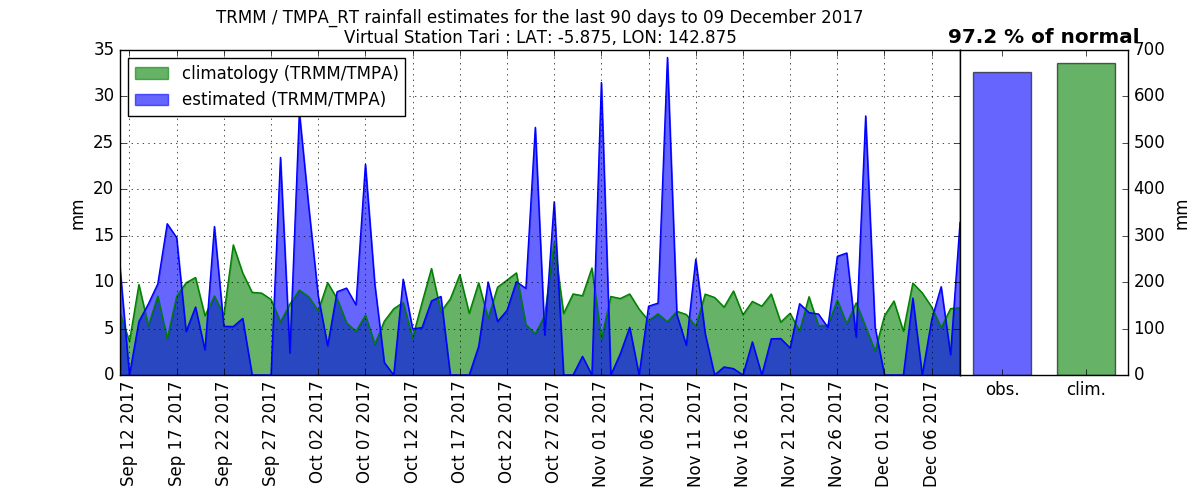 TRMM / TMPA_RT rainfall estimates for the last 90 days to 09 December 2017
Virtual Station Tari : LAT: -5.875, LON: 142.875
97.2 % of normal
climatology (TRMM/TMPA)
estimated (TRMM/TMPA)
mm
35
30
25
20
15
10
5
0
Sep 12 2017
Sep 17 2017
Sep 22 2017
Sep 27 2017
Oct 02 2017
Oct 07 2017
Oct 12 2017
Oct 17 2017
Oct 22 2017
Oct 27 2017
Nov 01 2017
Nov 06 2017
Nov 11 2017
Nov 16 2017
Nov 21 2017
Nov 26 2017
Dec 01 2017
Dec 06 2017
obs.
clim.
700
600
500
400
300
200
100
0
mm